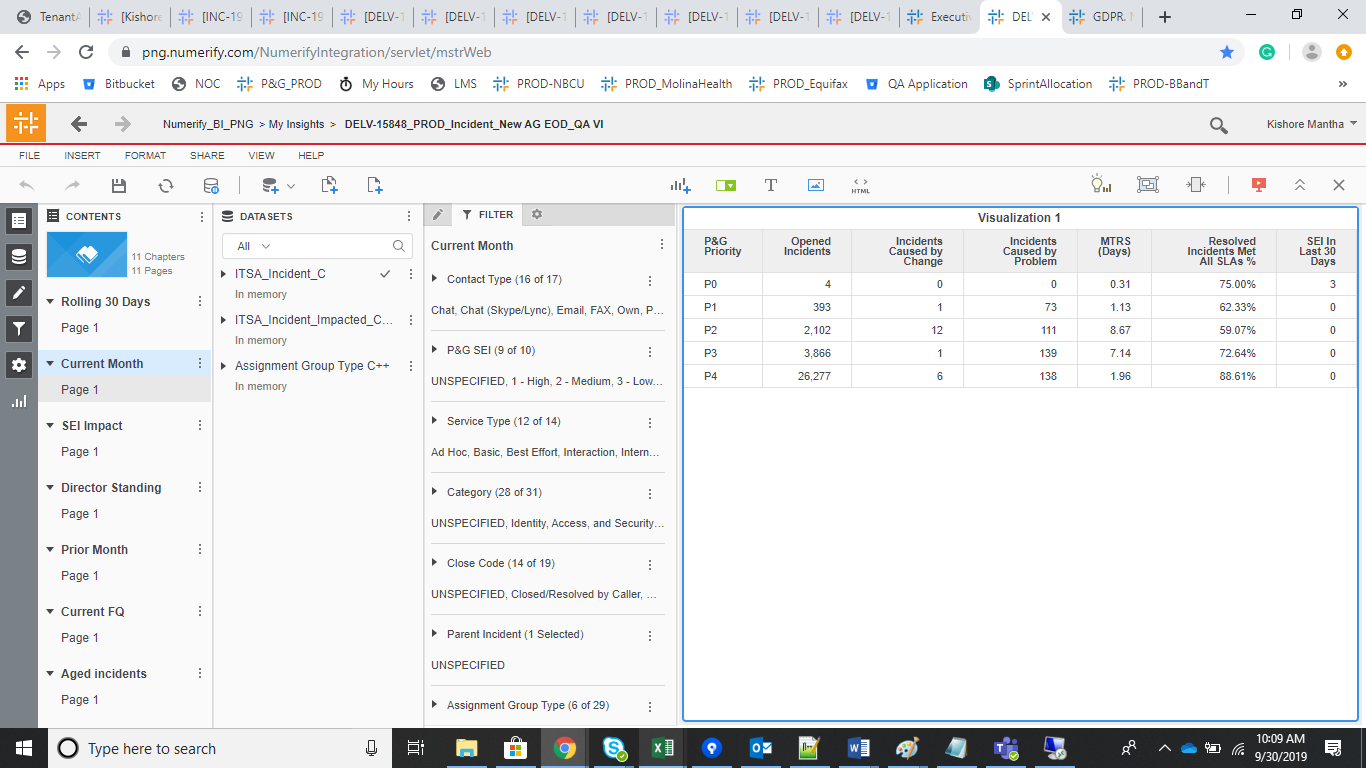 TenantA
[Kishore
[INC-19
[INC-19
[DELV-1
[DELV-1
[DELV-1
[DELV-1
[DELV-1
[DELV-1
[DELV-1
Executiv
DEL
GDPR.
png.numerify.com/NumerifyIntegration/servlet/mstrWeb
Apps Bitbucket NOC P&G_PROD My Hours LMS PROD-NBCU PROD_MolinaHealth PROD_Equifax QA Application SprintAllocation PROD-BBandT »
Numerify_BI_PNG > My Insights > DELV-15848_PROD_Incident_New AG EOD_QA VI
Kishore Mantha
FILE INSERT FORMAT SHARE VIEW HELP
HTML
CONTENTS
11 Chapters
11 Pages
Rolling 30 Days
Page 1
Current Month
Page 1
SEI Impact
Page 1
Director Standing
Page 1
Prior Month
Page 1
Current FQ
Page 1
Aged incidents
Page 1
DATASETS
All
ITSA_Incident_C
In memory
ITSA_Incident_Impacted_C...
In memory
Assignment Group Type C++
In memory
FILTER
Current Month
Contact Type (16 of 17)
Chat, Chat (Skype/Lync), Email, FAX, Own, P...
P&G SEI (9 of 10)
UNSPECIFIED, 1 - High, 2 - Medium, 3 - Low...
Service Type (12 of 14)
Ad Hoc, Basic, Best Effort, Interaction, Intern...
Category (28 of 31)
UNSPECIFIED, Identity, Access, and Security...
Close Code (14 of 19)
UNSPECIFIED, Closed/Resolved by Caller, ...
Parent Incident (1 Selected)
UNSPECIFIED
Assignment Group Type (6 of 29)
Visualization 1
P&G Priority Opened Incidents Incidents Caused by Change Incidents Caused by Problem MTRS (Days) Resolved Incidents Met All SLAs % SEI In Last 30 Days
P0 4 0 0 0.31 75.00% 3
P1 393 1 73 1.13 62.33% 0
P2 2,102 12 111 8.67 59.07% 0
P3 3,866 1 139 7.14 72.64% 0
P4 26,277 6 138 1.96 88.61% 0
Type here to search
10:09 AM
9/30/2019